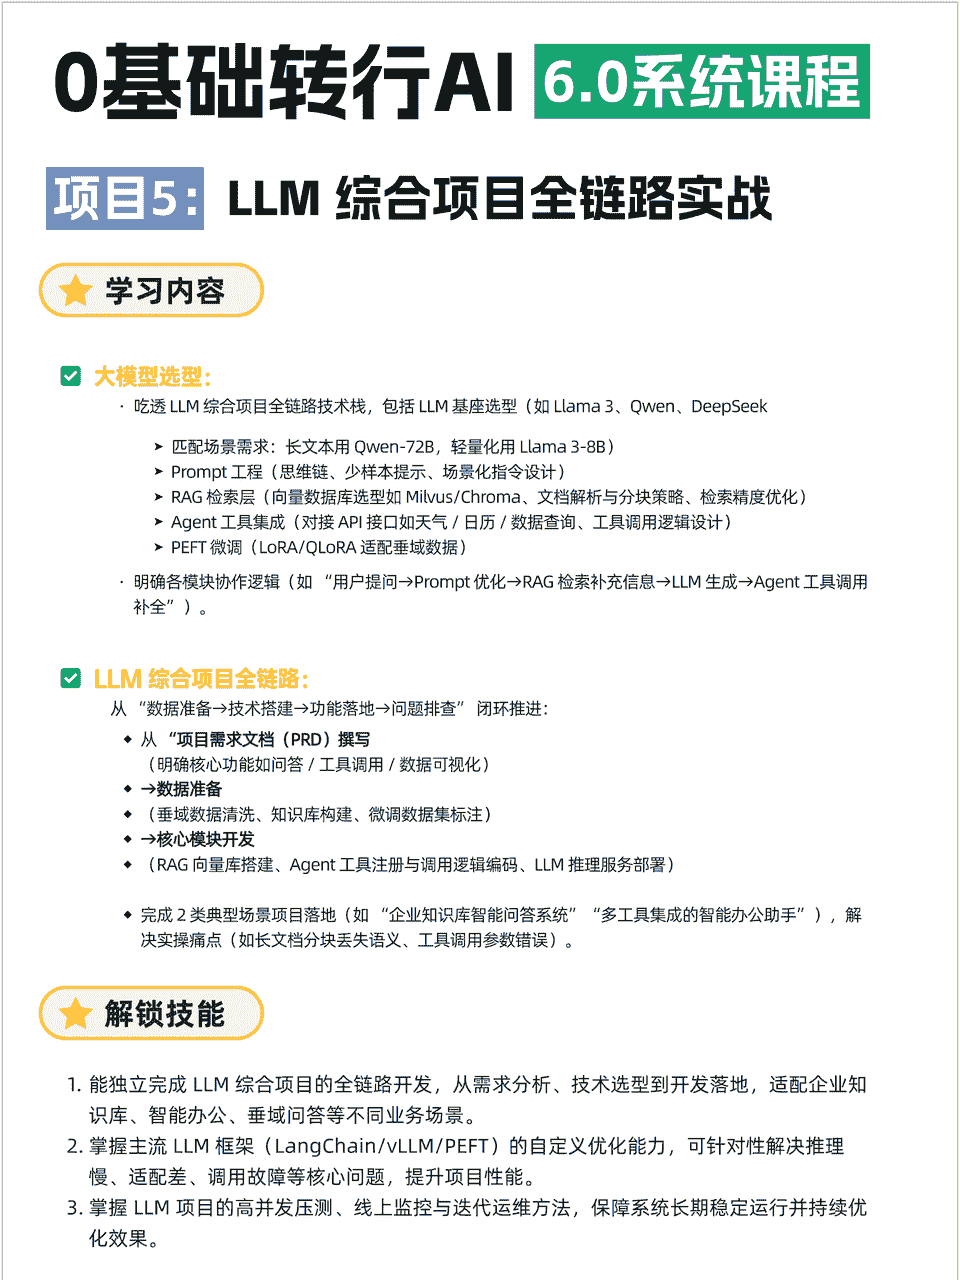 0基础转行AI 6.0系统课程
项目5: LLM 综合项目全链路实战
学习内容
大模型选型:
· 吃透 LLM 综合项目全链路技术栈，包括 LLM 基座选型（如 Llama 3、Qwen、DeepSeek
➤ 匹配场景需求：长文本用 Qwen-72B，轻量化用 Llama 3-8B）
➤ Prompt 工程（思维链、少样本提示、场景化指令设计）
➤ RAG 检索层（向量数据库选型如 Milvus/Chroma、文档解析与分块策略、检索精度优化）
➤ Agent 工具集成（对接 API 接口如天气 / 日历 / 数据查询、工具调用逻辑设计）
➤ PEFT 微调（LoRA/QLoRA 适配垂域数据）
· 明确各模块协作逻辑（如 “用户提问→Prompt 优化→RAG 检索补充信息→LLM 生成→Agent 工具调用
补全” ）。
LLM 综合项目全链路:
从 “数据准备→技术搭建→功能落地→问题排查” 闭环推进：
◆ 从 “项目需求文档（PRD）撰写
（明确核心功能如问答 / 工具调用 / 数据可视化）
◆ →数据准备
◆ （垂域数据清洗、知识库构建、微调数据集标注）
◆ →核心模块开发
◆ （RAG 向量库搭建、Agent 工具注册与调用逻辑编码、LLM 推理服务部署）
◆ 完成 2 类典型场景项目落地（如 “企业知识库智能问答系统” “多工具集成的智能办公助手” ），解
决实操痛点（如长文档分块丢失语义、工具调用参数错误）。
解锁技能
1. 能独立完成 LLM 综合项目的全链路开发，从需求分析、技术选型到开发落地，适配企业知
识库、智能办公、垂域问答等不同业务场景。
2. 掌握主流 LLM 框架（LangChain/vLLM/PEFT）的自定义优化能力，可针对性解决推理
慢、适配差、调用故障等核心问题，提升项目性能。
3. 掌握 LLM 项目的高并发压测、线上监控与迭代运维方法，保障系统长期稳定运行并持续优
化效果。